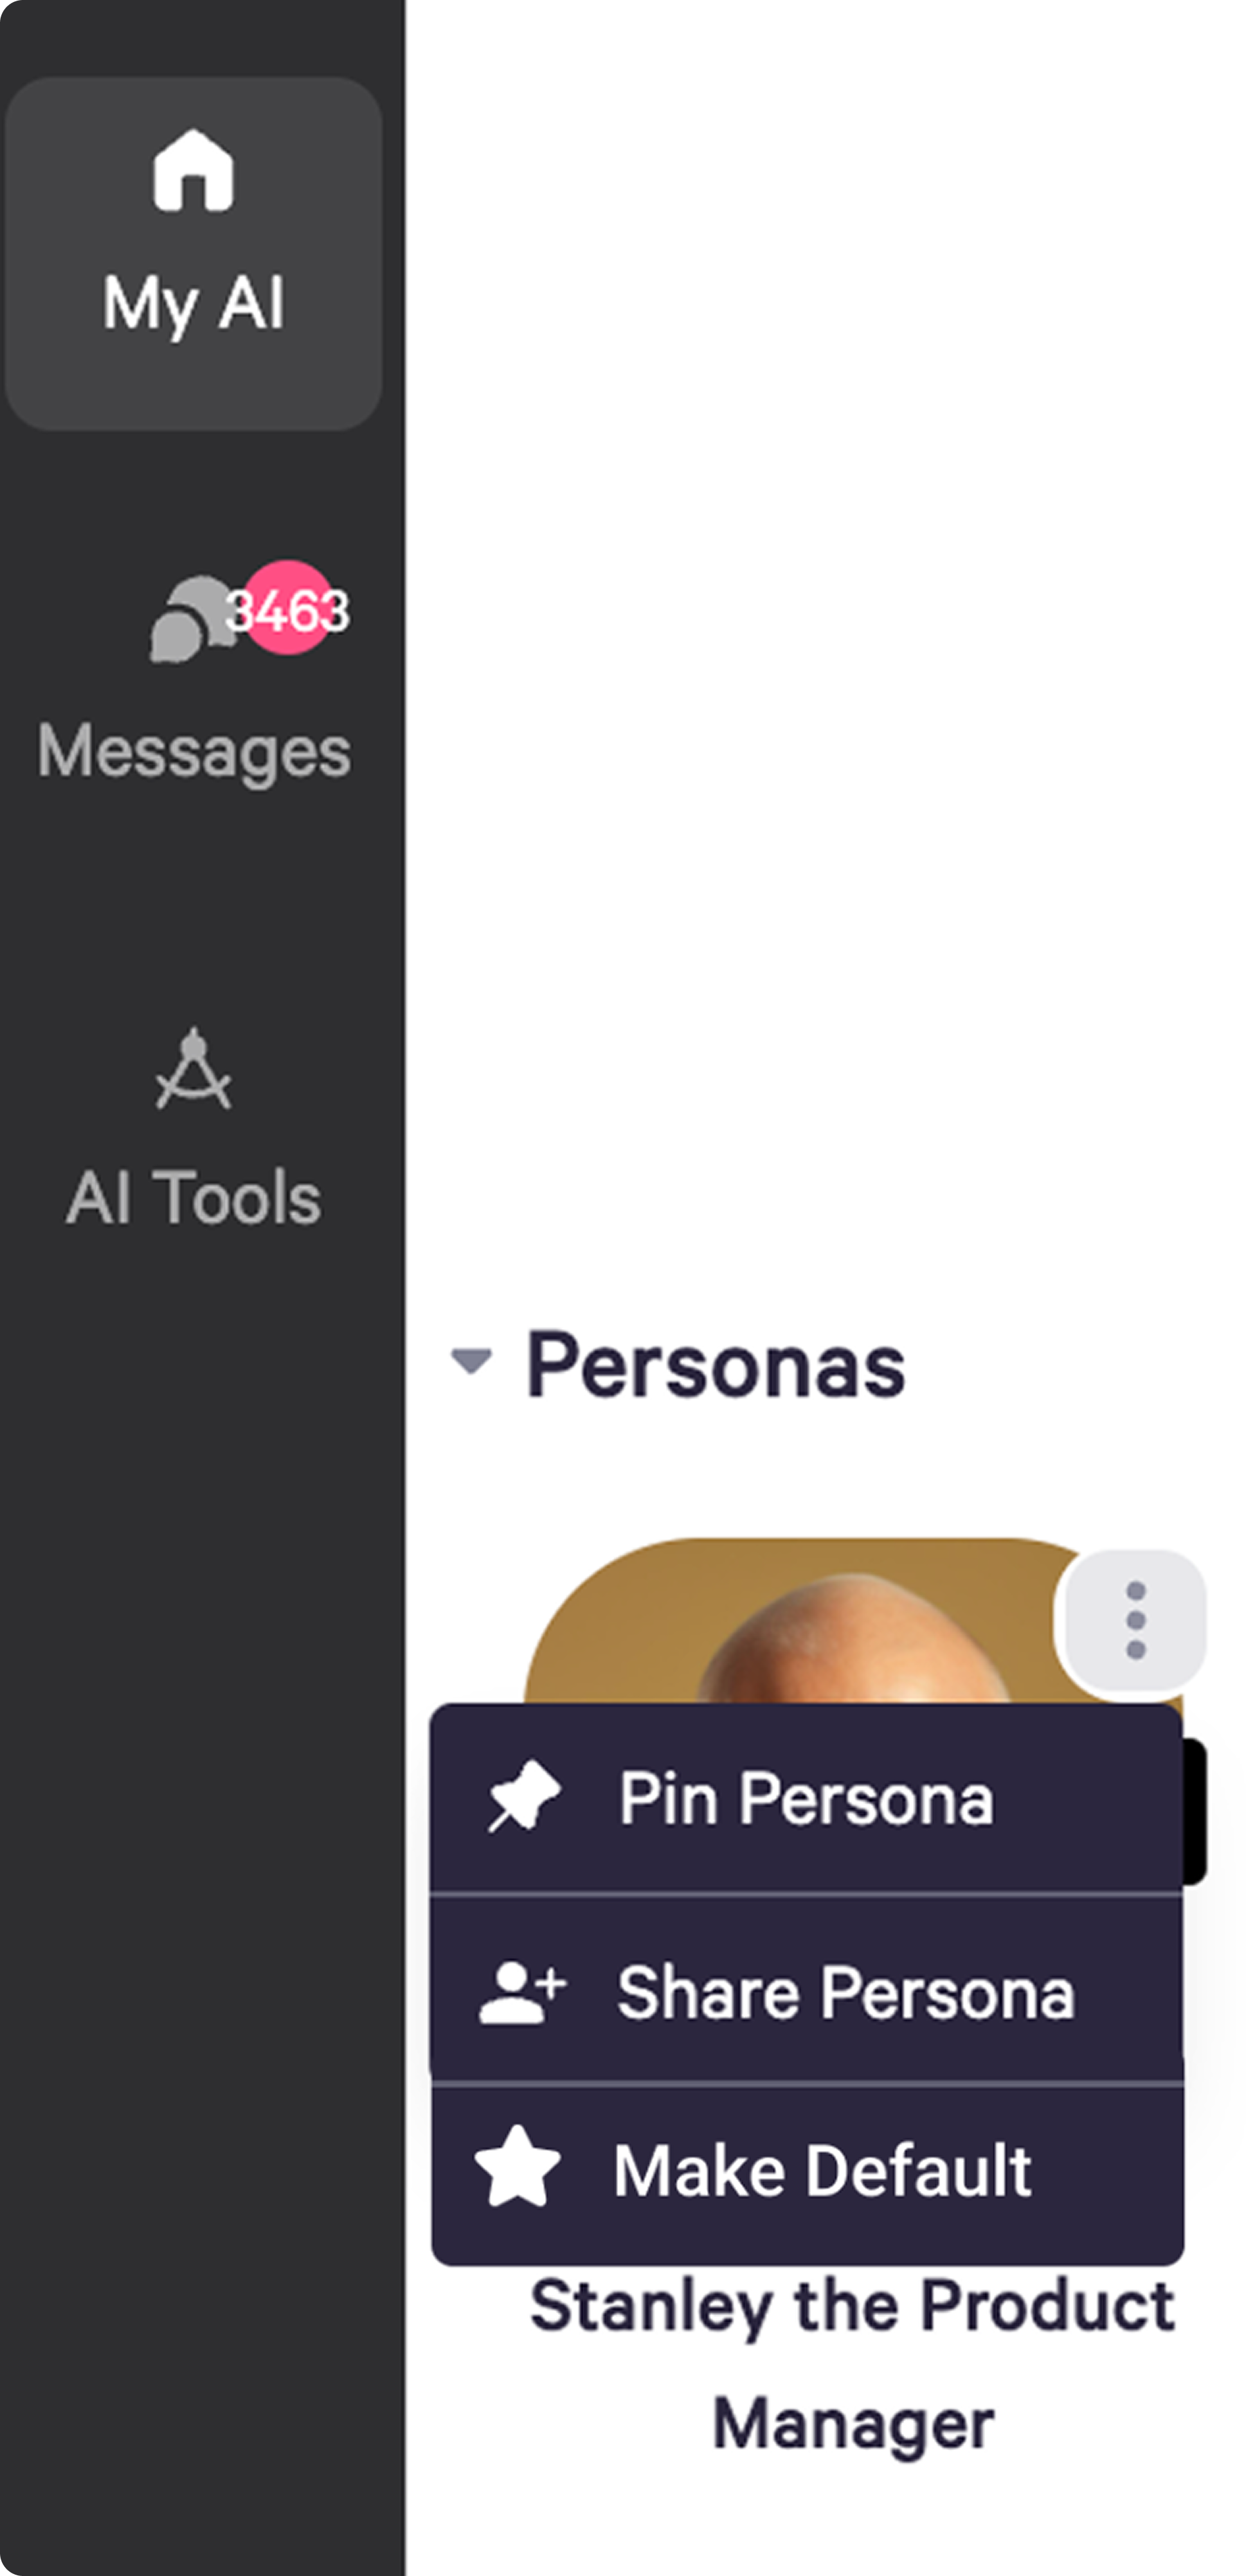 My AI
3463
Messages
AI Tools
Personas
Pin Persona
Share Persona
Make Default
Stanley the Product
Manager